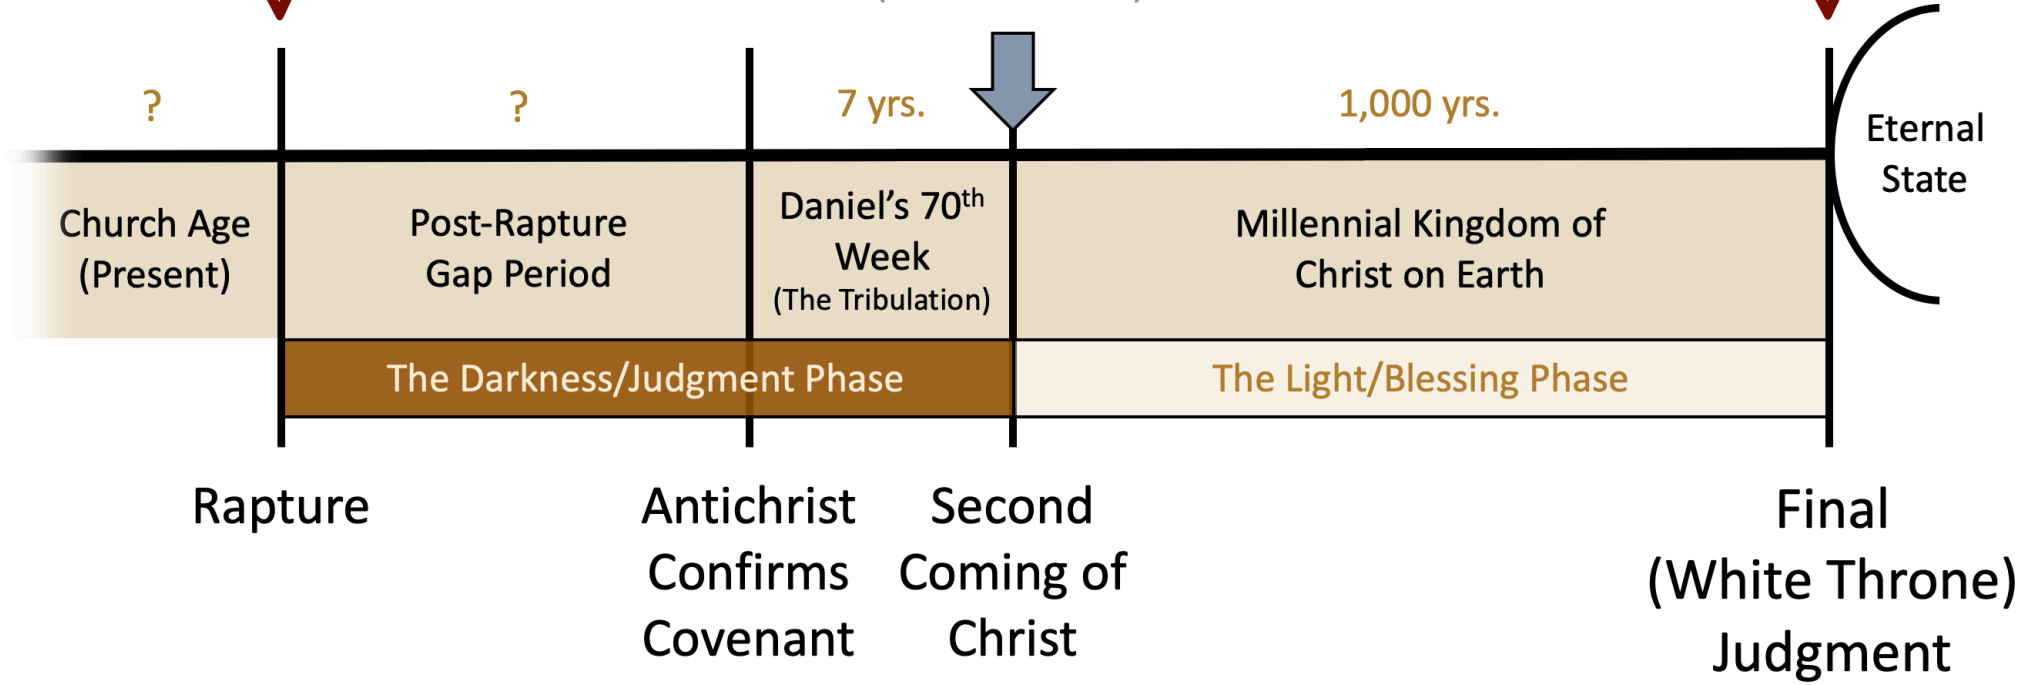 ?
?
7 yrs.
1,000 yrs.
Eternal
State
Church Age
(Present)
Post-Rapture
Gap Period
Daniel’s 70th
Week
(The Tribulation)
Millennial Kingdom of
Christ on Earth
The Darkness/Judgment Phase
The Light/Blessing Phase
Rapture
Antichrist
Confirms
Covenant
Second
Coming of
Christ
Final
(White Throne)
Judgment